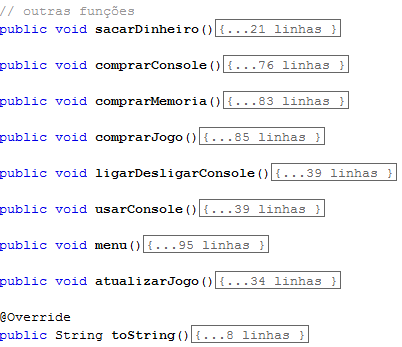 // outras funções
public void sacarDinheiro() {...21 linhas }
public void comprarConsole() {...76 linhas }
public void comprarMemoria() {...83 linhas }
public void comprarJogo() {...85 linhas }
public void ligarDesligarConsole() {...39 linhas }
public void usarConsole() {...39 linhas }
public void menu() {...95 linhas }
public void atualizarJogo() {...34 linhas }
@Override
public String toString() {...8 linhas }